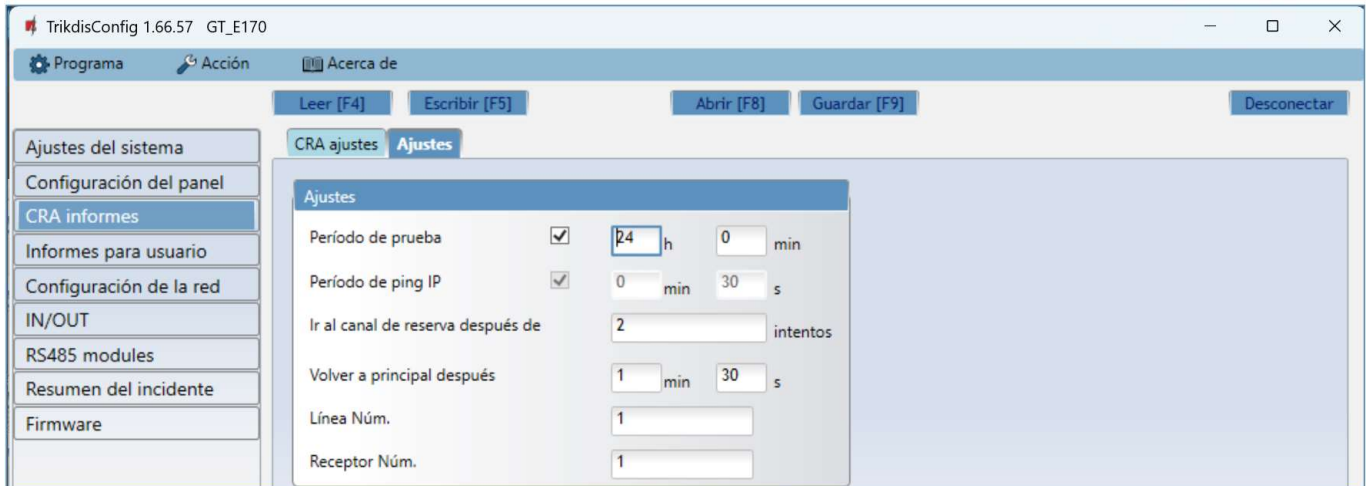 TrikdisConfig 1.66.57 GT_E170
Programa Acción Acerca de
Leer [F4] Escribir [F5] Abrir [F8] Guardar [F9] Desconectar
Ajustes del sistema
Configuración del panel
CRA informes
Informes para usuario
Configuración de la red
IN/OUT
RS485 modules
Resumen del incidente
Firmware
CRA ajustes Ajustes
Ajustes
Período de prueba 24 h 0 min
Período de ping IP 0 min 30 s
Ir al canal de reserva después de 2 intentos
Volver a principal después 1 min 30 s
Línea Núm. 1
Receptor Núm. 1